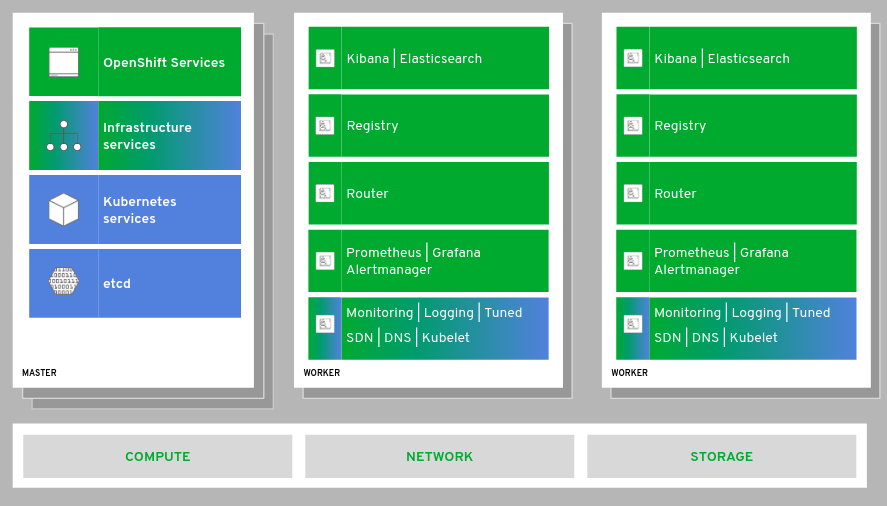 OpenShift Services
Infrastructure
services
Kubernetes
services
etcd
MASTER
Kibana | Elasticsearch
Registry
Router
Prometheus | Grafana
Alertmanager
Monitoring | Logging | Tuned
SDN | DNS | Kubelet
WORKER
Kibana | Elasticsearch
Registry
Router
Prometheus | Grafana
Alertmanager
Monitoring | Logging | Tuned
SDN | DNS | Kubelet
WORKER
COMPUTE
NETWORK
STORAGE